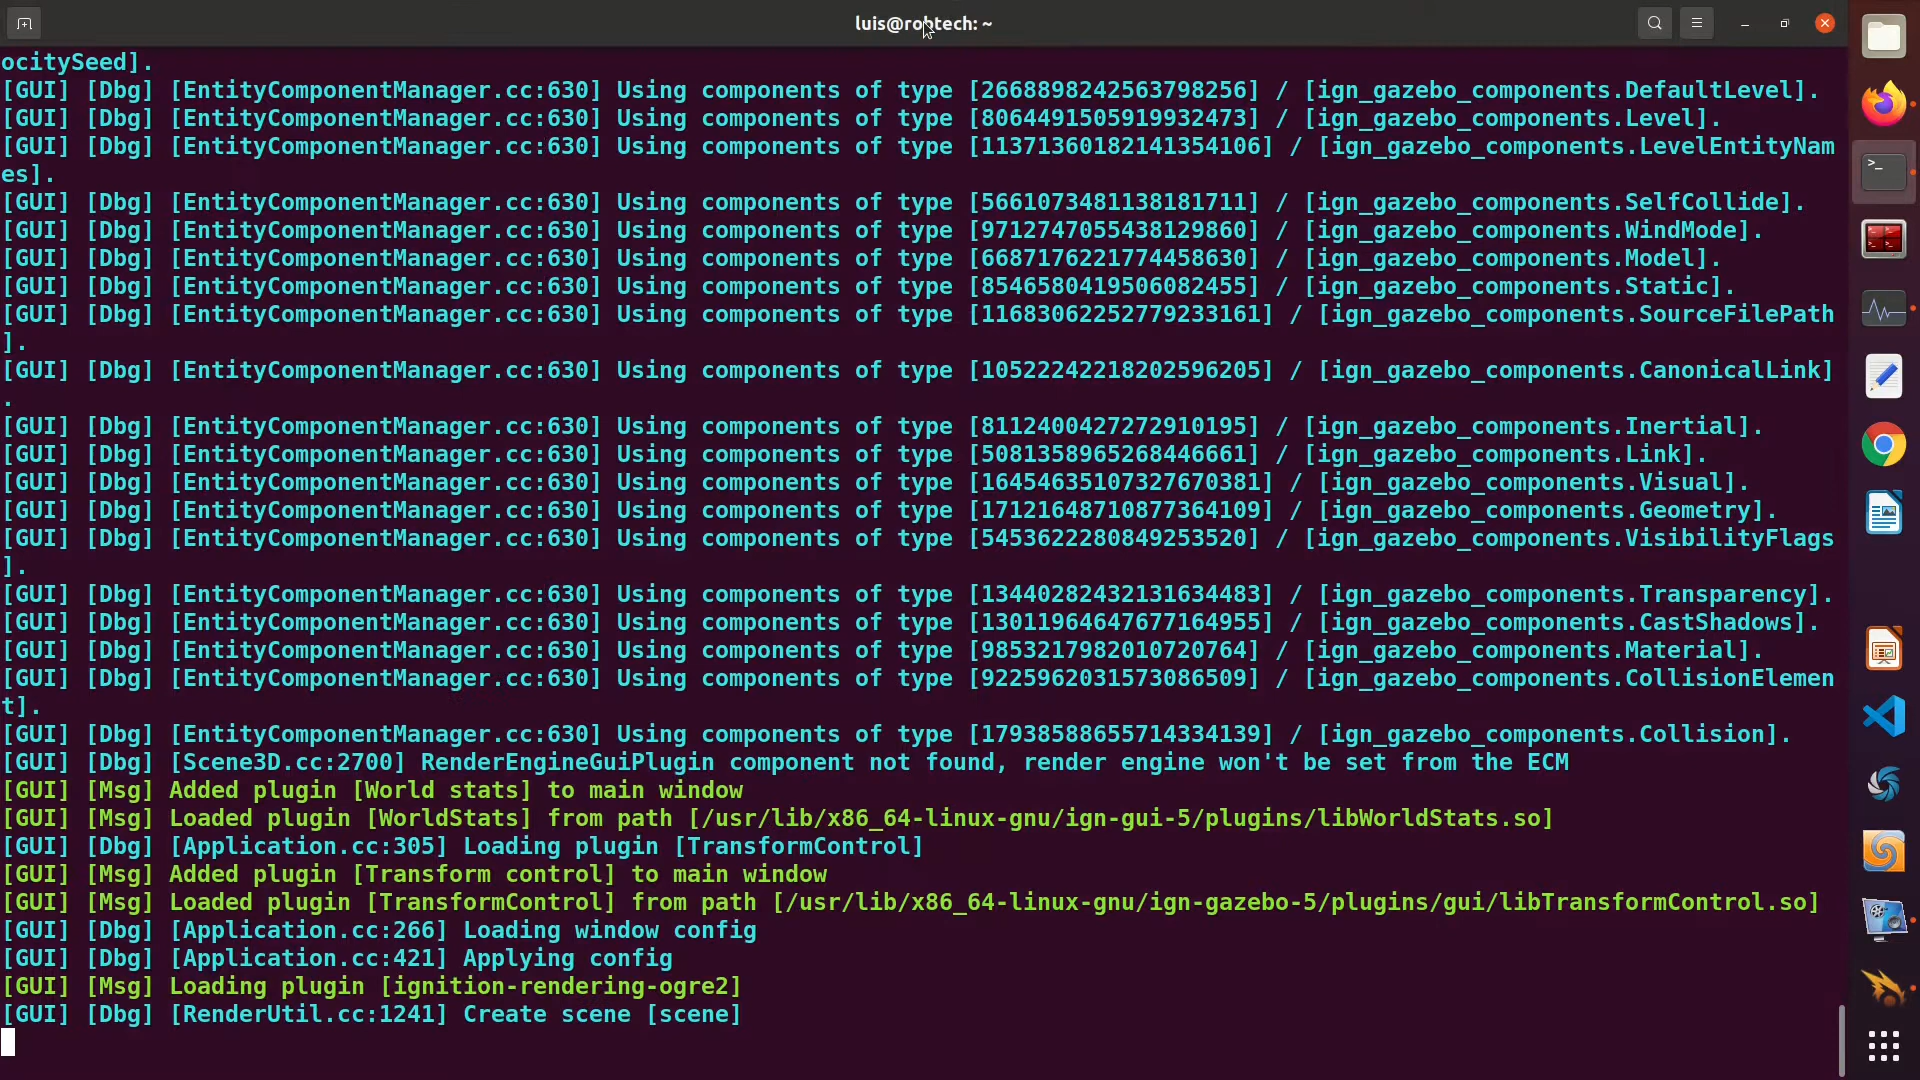 luis@robtech: ~
ocitySeed].
[GUI] [Dbg] [EntityComponentManager.cc:630] Using components of type [2668898242563798256] / [ign_gazebo_components.DefaultLevel].
[GUI] [Dbg] [EntityComponentManager.cc:630] Using components of type [8064491505919932473] / [ign_gazebo_components.Level].
[GUI] [Dbg] [EntityComponentManager.cc:630] Using components of type [11371360182141354106] / [ign_gazebo_components.LevelEntityNam
es].
[GUI] [Dbg] [EntityComponentManager.cc:630] Using components of type [5661073481138181711] / [ign_gazebo_components.SelfCollide].
[GUI] [Dbg] [EntityComponentManager.cc:630] Using components of type [9712747055438129860] / [ign_gazebo_components.WindMode].
[GUI] [Dbg] [EntityComponentManager.cc:630] Using components of type [6687176221774458630] / [ign_gazebo_components.Model].
[GUI] [Dbg] [EntityComponentManager.cc:630] Using components of type [8546580419506082455] / [ign_gazebo_components.Static].
[GUI] [Dbg] [EntityComponentManager.cc:630] Using components of type [11683062252779233161] / [ign_gazebo_components.SourceFilePath
].
[GUI] [Dbg] [EntityComponentManager.cc:630] Using components of type [10522242218202596205] / [ign_gazebo_components.CanonicalLink]
.
[GUI] [Dbg] [EntityComponentManager.cc:630] Using components of type [8112400427272910195] / [ign_gazebo_components.Inertial].
[GUI] [Dbg] [EntityComponentManager.cc:630] Using components of type [5081358965268446661] / [ign_gazebo_components.Link].
[GUI] [Dbg] [EntityComponentManager.cc:630] Using components of type [16454635107327670381] / [ign_gazebo_components.Visual].
[GUI] [Dbg] [EntityComponentManager.cc:630] Using components of type [17121648710877364109] / [ign_gazebo_components.Geometry].
[GUI] [Dbg] [EntityComponentManager.cc:630] Using components of type [5453622280849253520] / [ign_gazebo_components.VisibilityFlags
].
[GUI] [Dbg] [EntityComponentManager.cc:630] Using components of type [13440282432131634483] / [ign_gazebo_components.Transparency].
[GUI] [Dbg] [EntityComponentManager.cc:630] Using components of type [13011964647677164955] / [ign_gazebo_components.CastShadows].
[GUI] [Dbg] [EntityComponentManager.cc:630] Using components of type [9853217982010720764] / [ign_gazebo_components.Material].
[GUI] [Dbg] [EntityComponentManager.cc:630] Using components of type [9225962031573086509] / [ign_gazebo_components.CollisionElemen
t].
[GUI] [Dbg] [EntityComponentManager.cc:630] Using components of type [17938588655714334139] / [ign_gazebo_components.Collision].
[GUI] [Dbg] [Scene3D.cc:2700] RenderEngineGuiPlugin component not found, render engine won't be set from the ECM
[GUI] [Msg] Added plugin [World stats] to main window
[GUI] [Msg] Loaded plugin [WorldStats] from path [/usr/lib/x86_64-linux-gnu/ign-gui-5/plugins/libWorldStats.so]
[GUI] [Dbg] [Application.cc:305] Loading plugin [TransformControl]
[GUI] [Msg] Added plugin [Transform control] to main window
[GUI] [Msg] Loaded plugin [TransformControl] from path [/usr/lib/x86_64-linux-gnu/ign-gazebo-5/plugins/gui/libTransformControl.so]
[GUI] [Dbg] [Application.cc:266] Loading window config
[GUI] [Dbg] [Application.cc:421] Applying config
[GUI] [Msg] Loading plugin [ignition-rendering-ogre2]
[GUI] [Dbg] [RenderUtil.cc:1241] Create scene [scene]